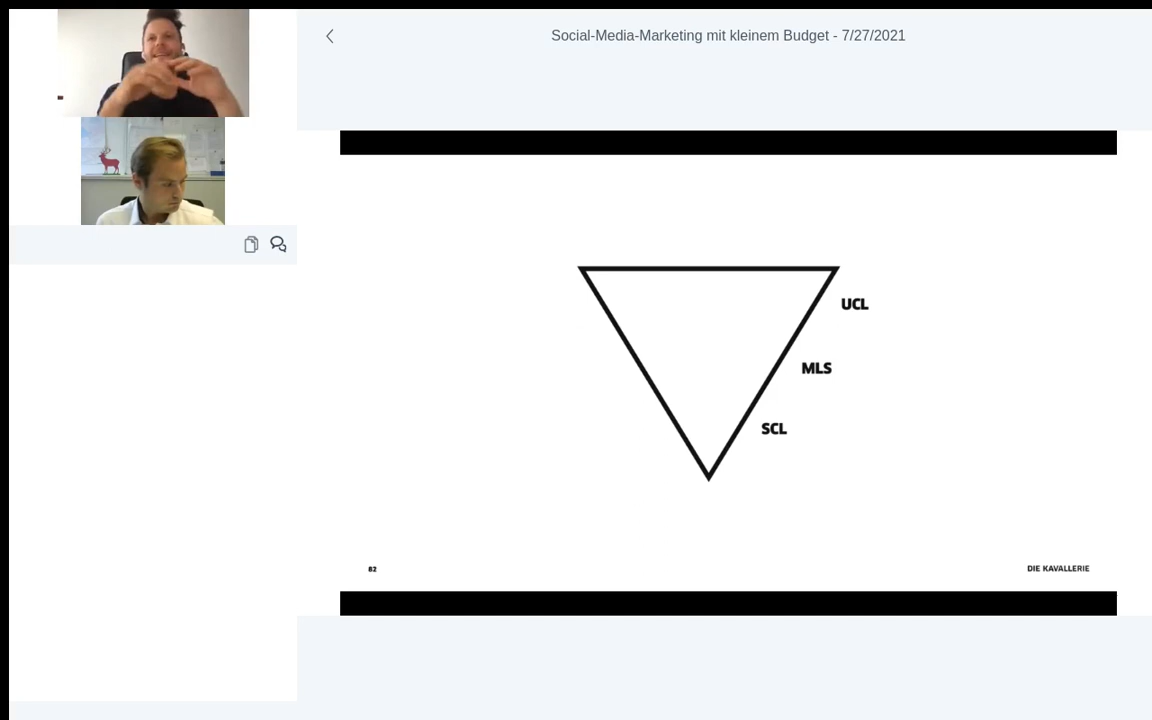 Social-Media-Marketing mit kleinem Budget - 7/27/2021
UCL
MLS
SCL
82
DIE KAVALLERIE